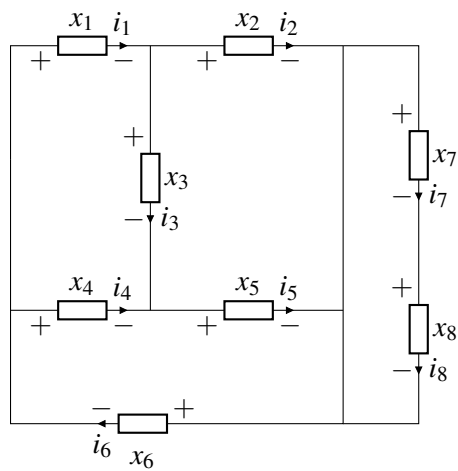 x₁ i₁ x₂ i₂
+ − + −
+ +
x₃ x₇
− i₃ − i₇
x₄ i₄ x₅ i₅ +
+ − + − x₈
− i₈
− +
i₆ x₆